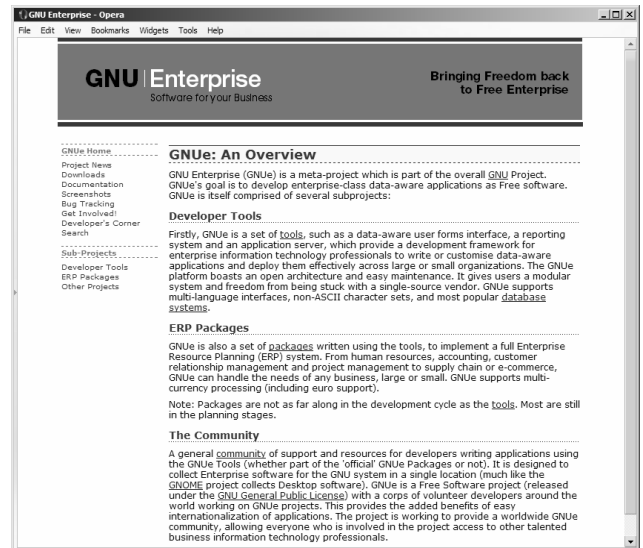 GNU Enterprise - Opera
File Edit View Bookmarks Widgets Tools Help
GNU Enterprise
Software for your Business
Bringing Freedom back
to Free Enterprise
GNUe Home
Project News
Downloads
Documentation
Screenshots
Bug Tracking
Get Involved!
Developer's Corner
Search
Sub-Projects
Developer Tools
ERP Packages
Other Projects
GNUe: An Overview
GNU Enterprise (GNUe) is a meta-project which is part of the overall GNU Project.
GNUe's goal is to develop enterprise-class data-aware applications as Free software.
GNUe is itself comprised of several subprojects:
Developer Tools
Firstly, GNUe is a set of tools, such as a data-aware user forms interface, a reporting
system and an application server, which provide a development framework for
enterprise information technology professionals to write or customise data-aware
applications and deploy them effectively across large or small organizations. The GNUe
platform boasts an open architecture and easy maintenance. It gives users a modular
system and freedom from being stuck with a single-source vendor. GNUe supports
multi-language interfaces, non-ASCII character sets, and most popular database
systems.
ERP Packages
GNUe is also a set of packages written using the tools, to implement a full Enterprise
Resource Planning (ERP) system. From human resources, accounting, customer
relationship management and project management to supply chain or e-commerce,
GNUe can handle the needs of any business, large or small. GNUe supports multi-
currency processing (including euro support).
Note: Packages are not as far along in the development cycle as the tools. Most are still
in the planning stages.
The Community
A general community of support and resources for developers writing applications using
the GNUe Tools (whether part of the 'official' GNUe Packages or not). It is designed to
collect Enterprise software for the GNU system in a single location (much like the
GNOME project collects Desktop software). GNUe is a Free Software project (released
under the GNU General Public License) with a corps of volunteer developers around the
world working on GNUe projects. This provides the added benefits of easy
internationalization of applications. The project is working to provide a worldwide GNUe
community, allowing everyone who is involved in the project access to other talented
business information technology professionals.